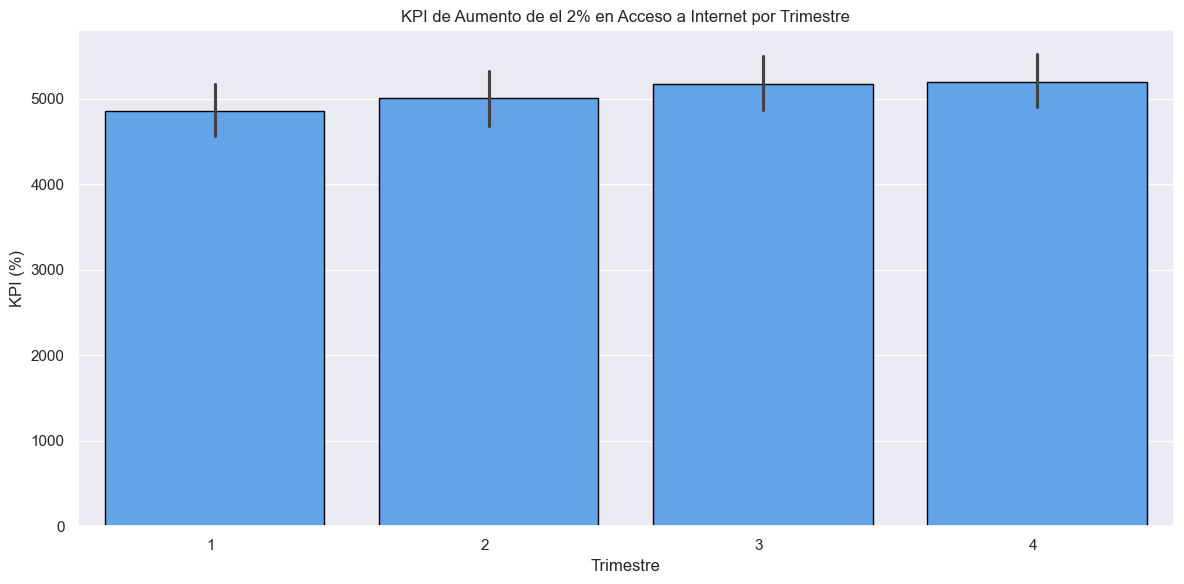 KPI de Aumento de el 2% en Acceso a Internet por Trimestre
KPI (%)
5000
4000
3000
2000
1000
0
1 2 3 4
Trimestre